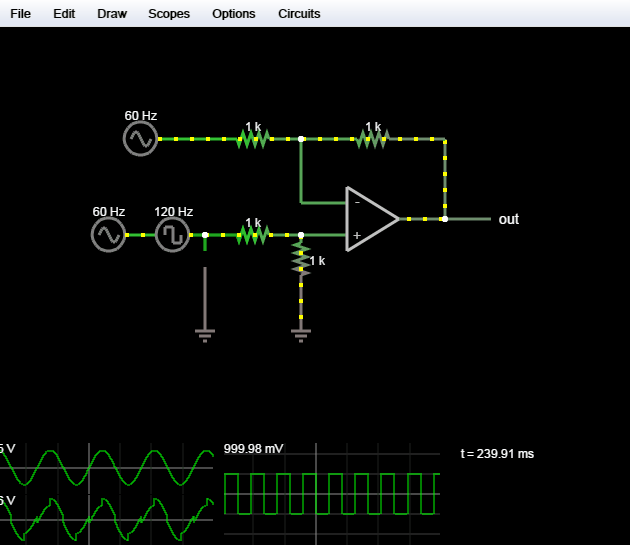 File Edit Draw Scopes Options Circuits
60 Hz
1 k
1 k
60 Hz
120 Hz
1 k
-
+
out
1 k
5 V
999.98 mV
t = 239.91 ms
V